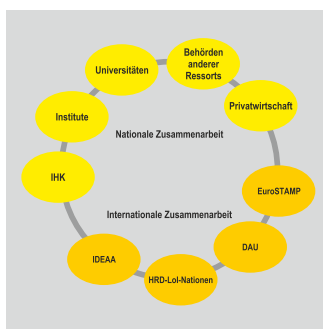 Behörden
anderer
Ressorts
Universitäten
Privatwirtschaft
Institute
Nationale Zusammenarbeit
IHK
EuroSTAMP
Internationale Zusammenarbeit
DAU
IDEAA
HRD-LoI-Nationen